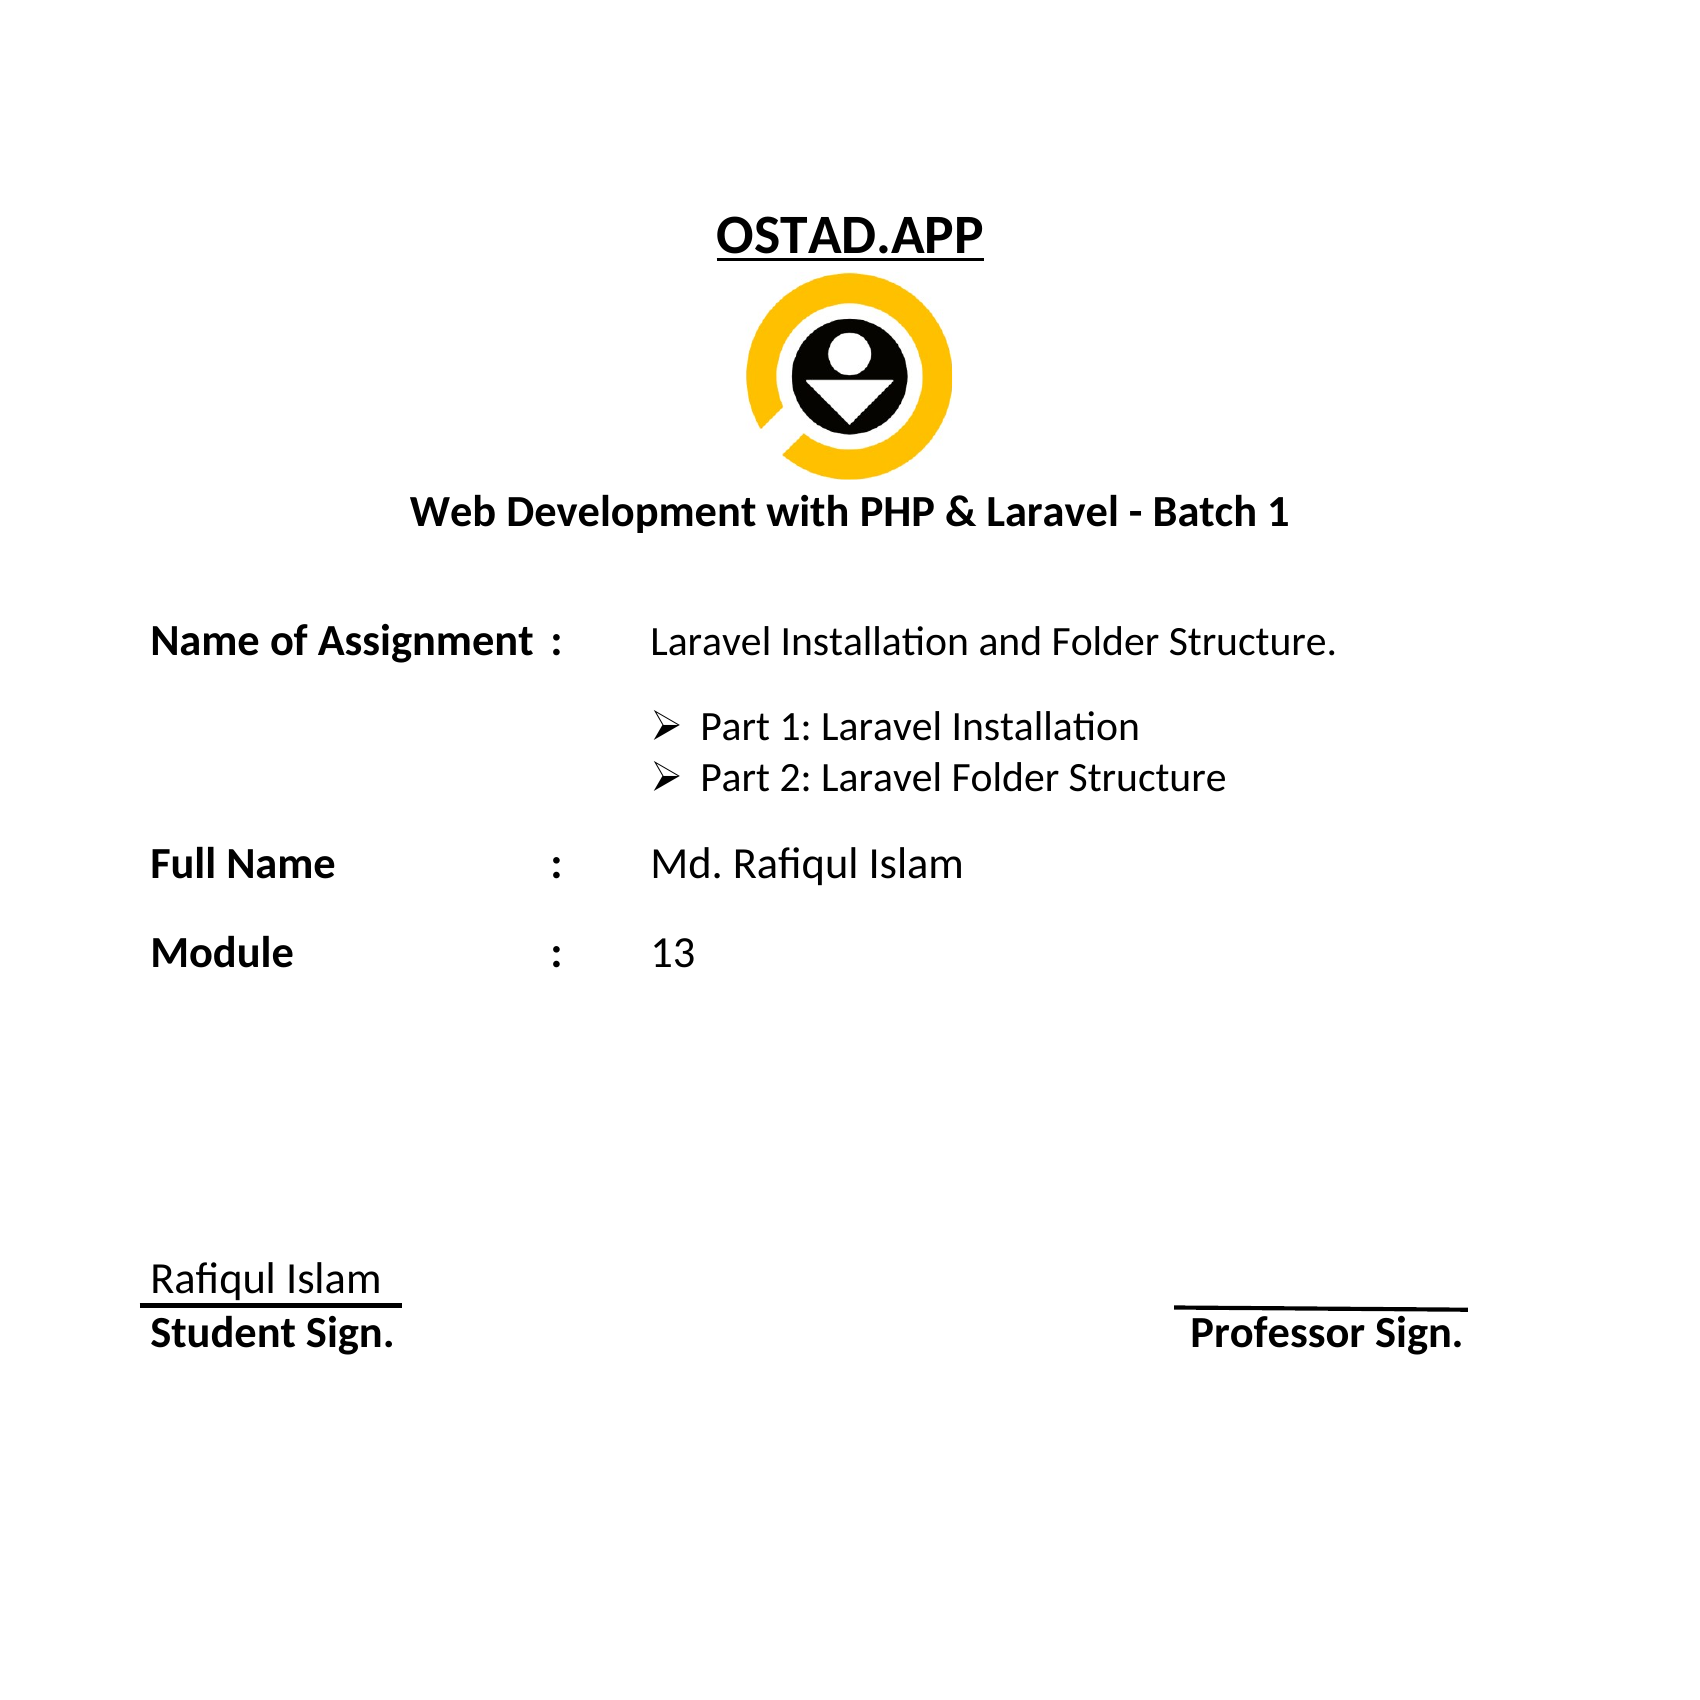 OSTAD.APP
Web Development with PHP & Laravel - Batch 1
Name of Assignment : Laravel Installation and Folder Structure.
➢ Part 1: Laravel Installation
➢ Part 2: Laravel Folder Structure
Full Name : Md. Rafiqul Islam
Module : 13
Rafiqul Islam
Student Sign. Professor Sign.